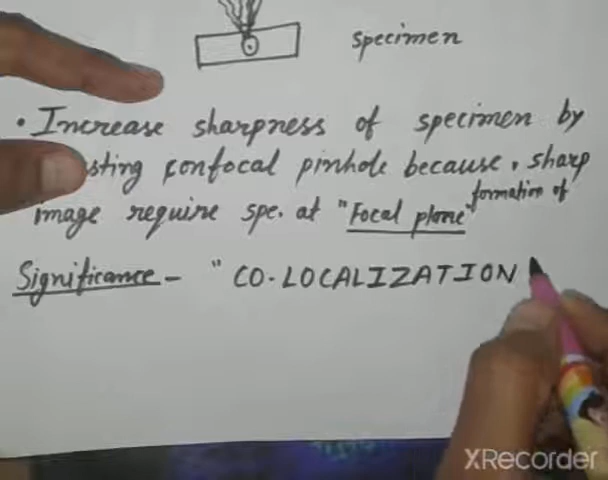 specimen
• Increase sharpness of specimen by
sting confocal pinhole because, sharp
formation of
image require spe. at "Focal plane"
Significance - " CO-LOCALIZATION
XRecorder